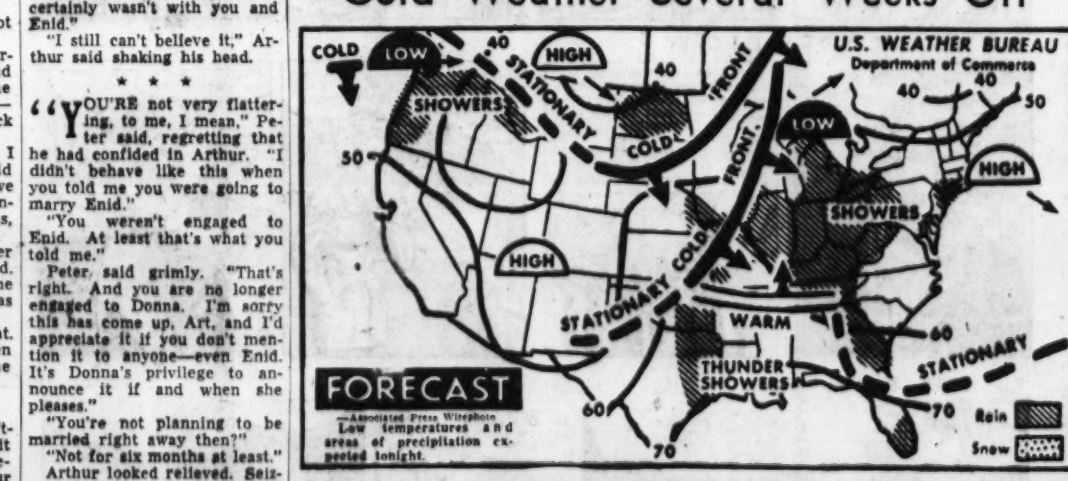 certainly wasn't with you and
Enid."
"I still can't believe it," Ar-
thur said shaking his head.
* * *
"YOU'RE not very flatter-
ing, to me, I mean," Pe-
ter said, regretting that
he had confided in Arthur. "I
didn't behave like this when
you told me you were going to
marry Enid."
"You weren't engaged to
Enid. At least that's what you
told me."
Peter said grimly. "That's
right. And you are no longer
engaged to Donna. I'm sorry
this has come up, Art, and I'd
appreciate it if you don't men-
tion it to anyone—even Enid.
It's Donna's privilege to an-
nounce it if and when she
pleases."
"You're not planning to be
married right away then?"
"Not for six months at least."
Arthur looked relieved. Seiz-
Cold Weather Several Weeks Off
U.S. WEATHER BUREAU
Department of Commerce
COLD
LOW
40
HIGH
STATIONARY
40
FRONT
40
40
50
SHOWERS
COLD
LOW
50
FRONT
HIGH
SHOWERS
HIGH
COLD
STATIONARY
WARM
60
STATIONARY
THUNDER
SHOWERS
60
70
70
FORECAST
—Associated Press Wirephoto
Low temperatures and
areas of precipitation ex-
pected tonight.
Rain
Snow